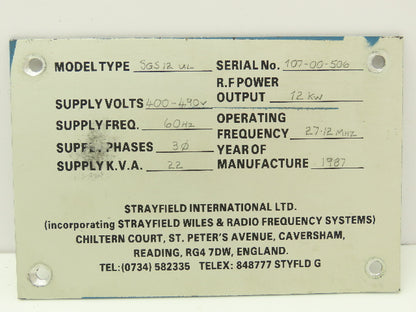 MODEL TYPE SGS12 UL SERIAL No. 107-00-506
R.F POWER
SUPPLY VOLTS 400-490V OUTPUT 12 KW
SUPPLY FREQ. 60Hz OPERATING
FREQUENCY 27.12 MHz
SUPPLY PHASES 3Ø YEAR OF
SUPPLY K.V.A. 22 MANUFACTURE 1987
STRAYFIELD INTERNATIONAL LTD.
(incorporating STRAYFIELD WILES & RADIO FREQUENCY SYSTEMS)
CHILTERN COURT, ST. PETER'S AVENUE, CAVERSHAM,
READING, RG4 7DW, ENGLAND.
TEL:(0734) 582335 TELEX: 848777 STYFLD G